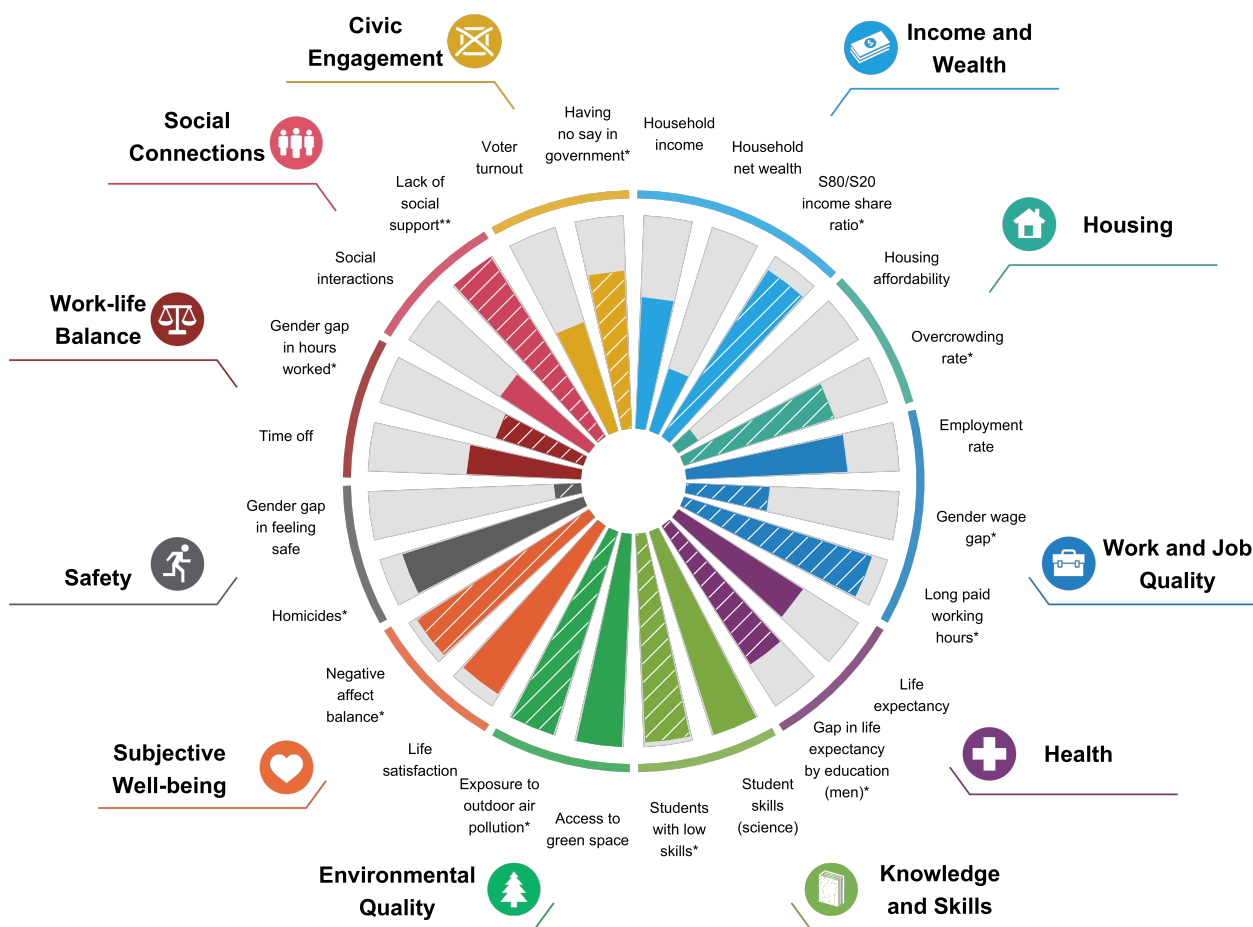 Civic
Engagement
Income and
Wealth
Social
Connections
Having
no say in
government*
Household
income
Voter
turnout
Household
net wealth
Lack of
social
support**
S80/S20
income share
ratio*
Housing
Social
interactions
Housing
affordability
Work-life
Balance
Gender gap
in hours
worked*
Overcrowding
rate*
Time off
Employment
rate
Gender gap
in feeling
safe
Gender wage
gap*
Safety
Work and Job
Quality
Homicides*
Long paid
working
hours*
Negative
affect
balance*
Life
expectancy
Subjective
Well-being
Life
satisfaction
Gap in life
expectancy
by education
(men)*
Health
Exposure to
outdoor air
pollution*
Access to
green space
Students
with low
skills*
Student
skills
(science)
Environmental
Quality
Knowledge
and Skills